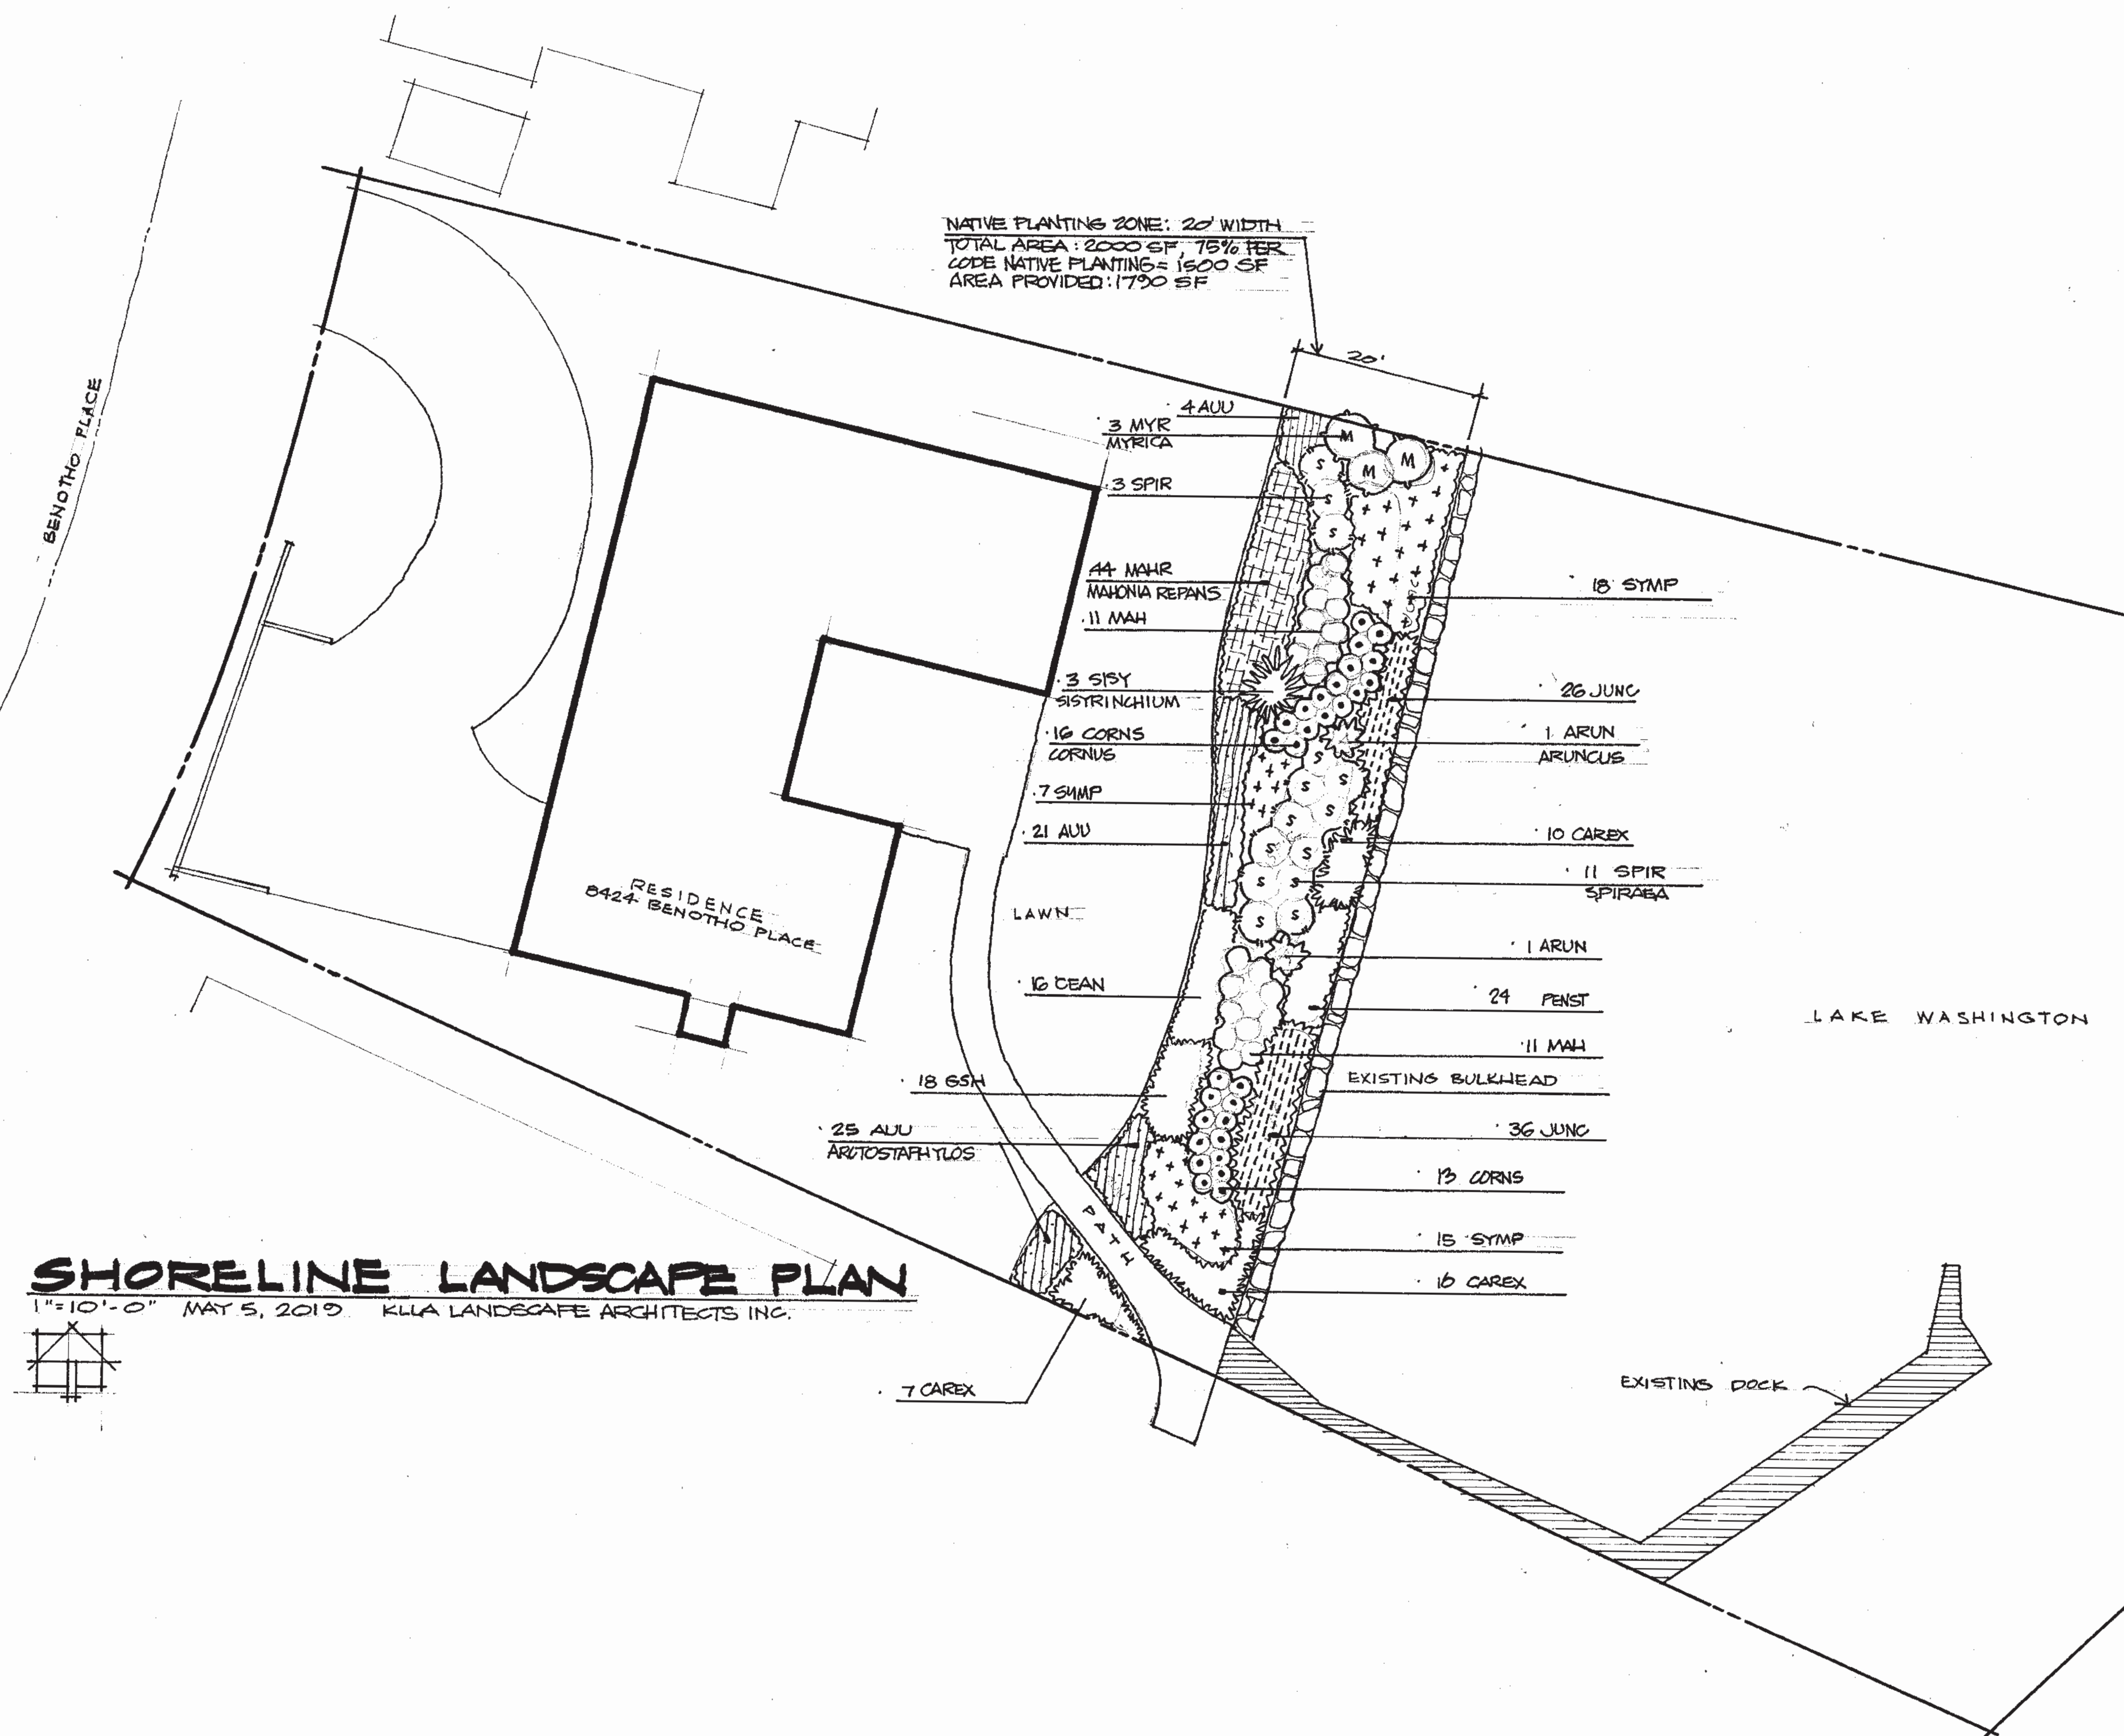 NATIVE PLANTING ZONE: 20' WIDTH
TOTAL AREA: 2000 SF, 75% PER
CODE NATIVE PLANTING = 1500 SF
AREA PROVIDED: 1790 SF
20'
BENOTHO PLACE
4 AUU
3 MYR
MYRICA
M
M
M
S
3 SPIR
S
S
44 MAHR
MAHONIA REPANS
18 SYMP
11 MAH
3 SISY
SISYRINCHIUM
26 JUNC
16 CORNS
CORNUS
1 ARUN
ARUNCUS
S
S
S
S
S
7 SYMP
21 AUU
10 CAREX
S
S
S
S
11 SPIR
SPIRAEA
S
S
RESIDENCE
8424 BENOTHO PLACE
LAWN
1 ARUN
16 CEAN
24 PENST
LAKE WASHINGTON
11 MAH
18 GSH
EXISTING BULKHEAD
25 AUU
ARCTOSTAPHYLOS
36 JUNC
13 CORNS
PATH
15 SYMP
16 CAREX
SHORELINE LANDSCAPE PLAN
1"=10'-0" MAY 5, 2019 KLLA LANDSCAPE ARCHITECTS INC.
7 CAREX
EXISTING DOCK